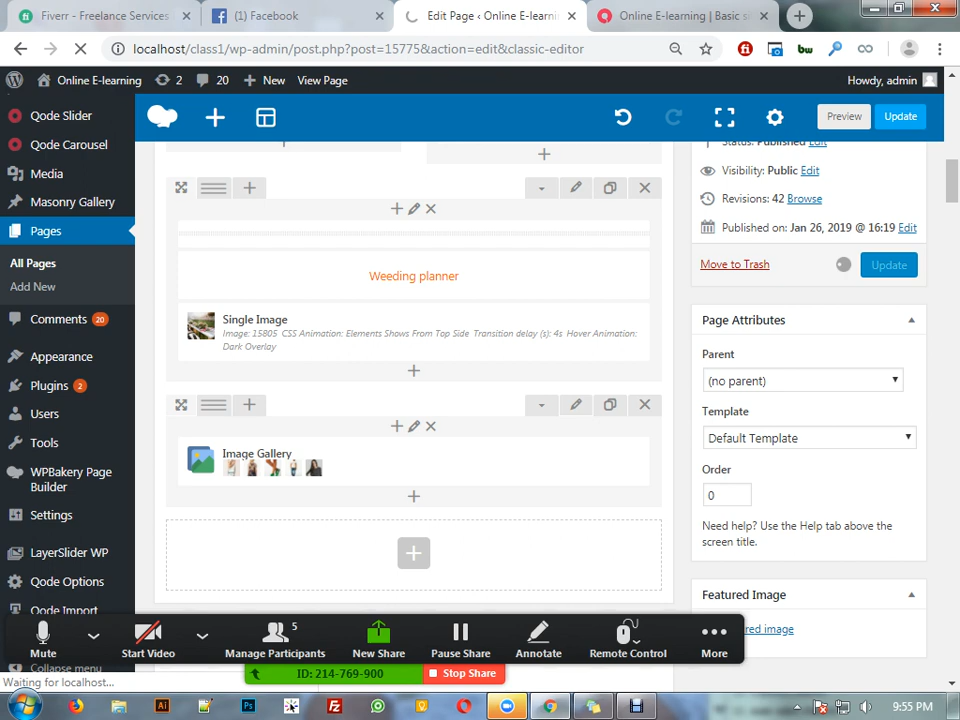 Fiverr - Freelance Services
(1) Facebook
Edit Page ‹ Online E-learni
Online E-learning | Basic s
localhost/class1/wp-admin/post.php?post=15775&action=edit&classic-editor
bw
Online E-learning
2
20
New
View Page
Howdy, admin
Qode Slider
Qode Carousel
Media
Masonry Gallery
Pages
All Pages
Add New
Comments 20
Appearance
Plugins 2
Users
Tools
WPBakery Page
Builder
Settings
LayerSlider WP
Qode Options
Qode Import
Collapse menu
Preview
Update
Weeding planner
Single Image
Image: 15805 CSS Animation: Elements Shows From Top Side Transition delay (s): 4s Hover Animation:
Dark Overlay
Image Gallery
Status: Published Edit
Visibility: Public Edit
Revisions: 42 Browse
Published on: Jan 26, 2019 @ 16:19 Edit
Move to Trash
Update
Page Attributes
Parent
(no parent)
Template
Default Template
Order
0
Need help? Use the Help tab above the
screen title.
Featured Image
red image
Mute
Start Video
5
Manage Participants
New Share
Pause Share
Annotate
Remote Control
More
ID: 214-769-900
Stop Share
Waiting for localhost...
Ai
Ps
9:55 PM